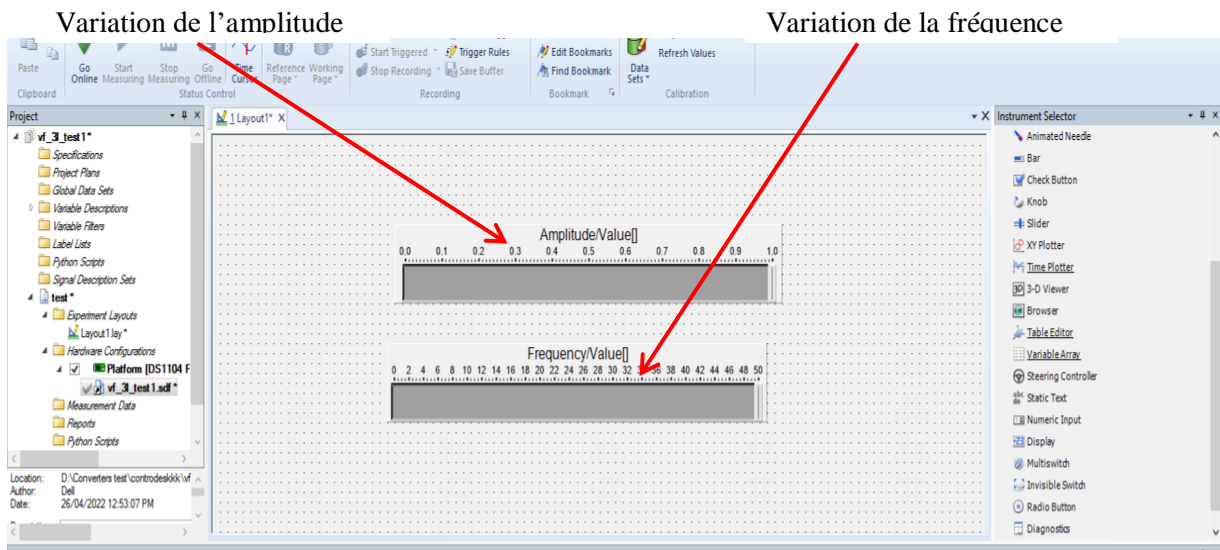 Variation de l’amplitude
Variation de la fréquence
Paste
Go Online
Start Measuring
Stop Measuring
Go Offline
Time Cursor
Reference Page
Working Page
Start Triggered
Trigger Rules
Stop Recording
Save Buffer
Edit Bookmarks
Find Bookmark
Data Sets
Refresh Values
Clipboard
Status Control
Recording
Bookmark
Calibration
Project
1 Layout1* X
Instrument Selector
vf_3l_test1*
Specifications
Project Plans
Global Data Sets
Variable Descriptions
Variable Filters
Label Lists
Python Scripts
Signal Description Sets
test*
Experiment Layouts
Layout1.lay*
Hardware Configurations
Platform [DS1104 F
vf_3l_test1.sdf*
Measurement Data
Reports
Python Scripts
Location: D:\Converters test\controdeskkk\vf
Author: Dell
Date: 26/04/2022 12:53:07 PM
Amplitude/Value[]
0.0 0.1 0.2 0.3 0.4 0.5 0.6 0.7 0.8 0.9 1.0
Frequency/Value[]
0 2 4 6 8 10 12 14 16 18 20 22 24 26 28 30 32 34 36 38 40 42 44 46 48 50
Animated Needle
Bar
Check Button
Knob
Slider
XY Plotter
Time Plotter
3-D Viewer
Browser
Table Editor
Variable Array
Steering Controller
Static Text
Numeric Input
Display
Multiswitch
Invisible Switch
Radio Button
Diagnostics